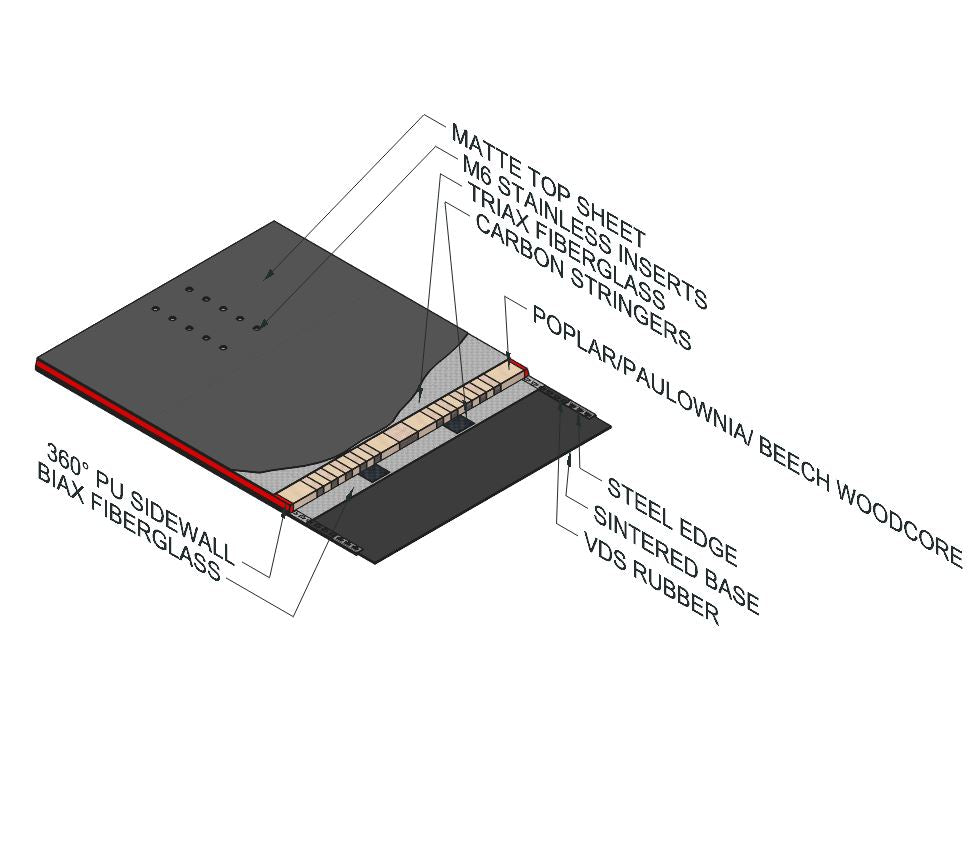 MATTE TOP SHEET
M6 STAINLESS INSERTS
TRIAX FIBERGLASS
CARBON STRINGERS
POPLAR/PAULOWNIA/ BEECH WOODCORE
360° PU SIDEWALL
BIAX FIBERGLASS
STEEL EDGE
SINTERED BASE
VDS RUBBER